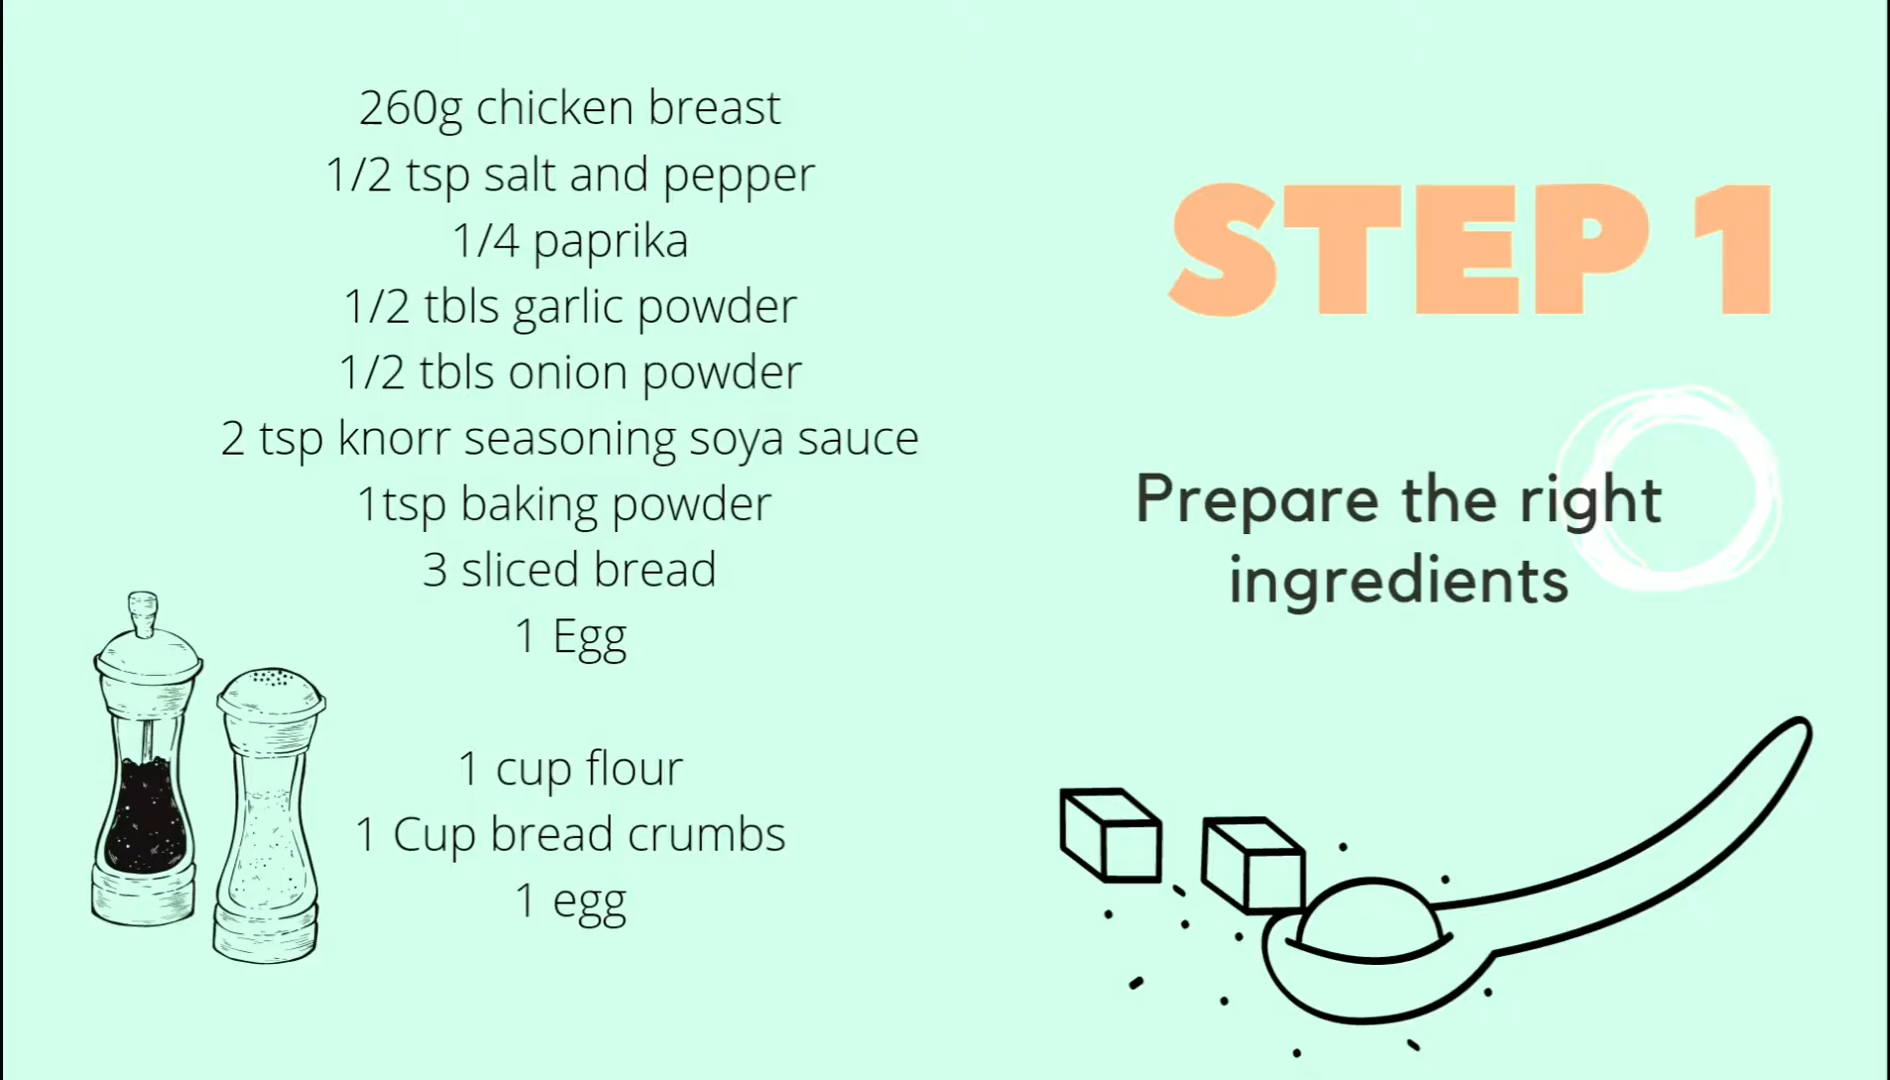 260g chicken breast
1/2 tsp salt and pepper
1/4 paprika
1/2 tbls garlic powder
1/2 tbls onion powder
2 tsp knorr seasoning soya sauce
1tsp baking powder
3 sliced bread
1 Egg
1 cup flour
1 Cup bread crumbs
1 egg
STEP 1
Prepare the right
ingredients